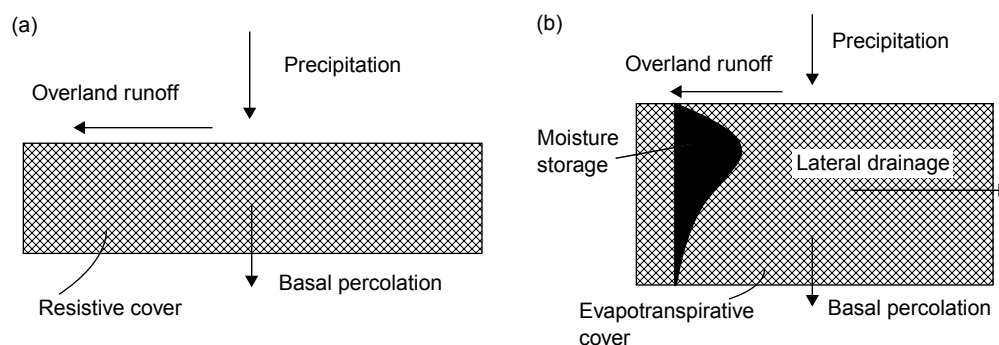 (a)
Precipitation
Overland runoff
Basal percolation
Resistive cover
(b)
Precipitation
Overland runoff
Moisture
storage
Lateral drainage
Basal percolation
Evapotranspirative
cover